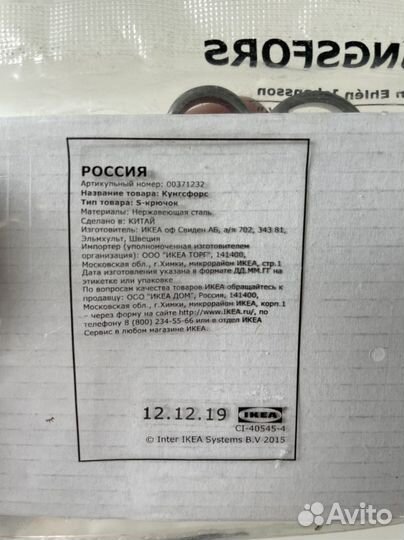 NGSFORS
Ehlén Johansson
РОССИЯ
Артикульный номер: 00371232
Название товара: Кунгсфорс
Тип товара: S-крючок
Материалы: Нержавеющая сталь
Сделано в: КИТАЙ
Изготовитель: ИКЕА оф Свиден АБ, а/я 702, 343 81,
Эльмхульт, Швеция
Импортер (уполномоченная изготовителем
организация): ООО "ИКЕА ТОРГ", 141400,
Московская обл., г.Химки, микрорайон ИКЕА, стр.1
Дата изготовления указана в формате ДД.ММ.ГГ на
этикетке или упаковке
По вопросам качества товаров ИКЕА обращайтесь к
продавцу: ООО "ИКЕА ДОМ", Россия, 141400,
Московская обл., г.Химки, микрорайон ИКЕА, корп.1
- через форму на сайте http://www.IKEA.ru/, по
телефону 8 (800) 234-55-66 или в отдел ИКЕА
Сервис в любом магазине ИКЕА.
12.12.19 IKEA
CI-40545-4
© Inter IKEA Systems B.V 2015
Avito